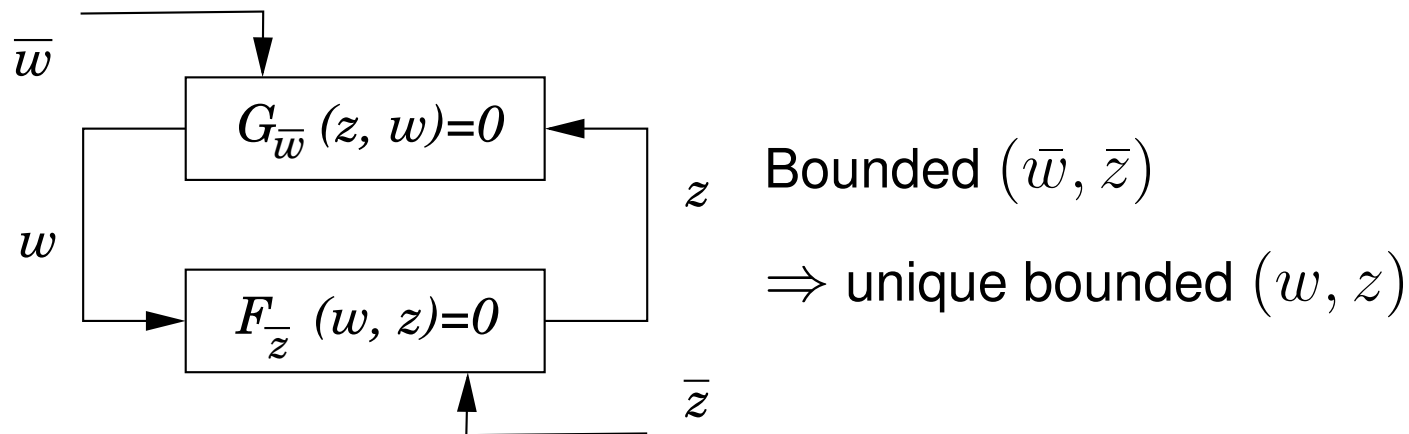 w̅
G_w̅ (z, w)=0
z
Bounded (w̄, z̄)
w
⇒ unique bounded (w, z)
F_z̅ (w, z)=0
z̅